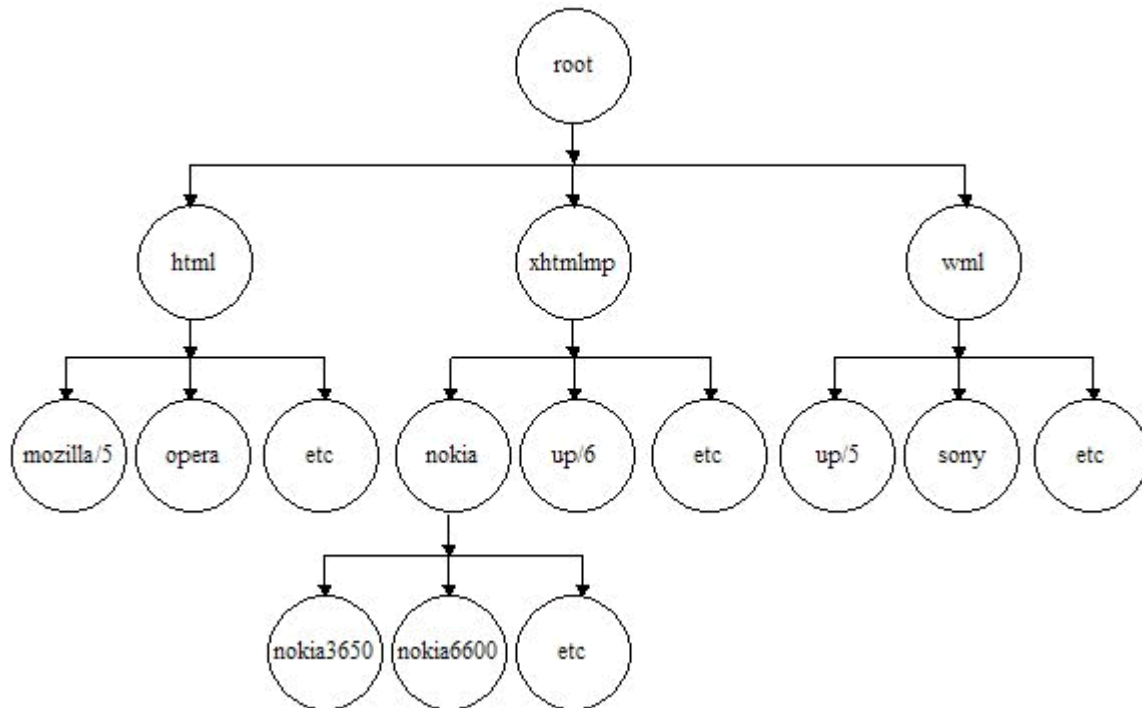 root
html
xhtmlmp
wml
mozilla/5
opera
etc
nokia
up/6
etc
up/5
sony
etc
nokia3650
nokia6600
etc